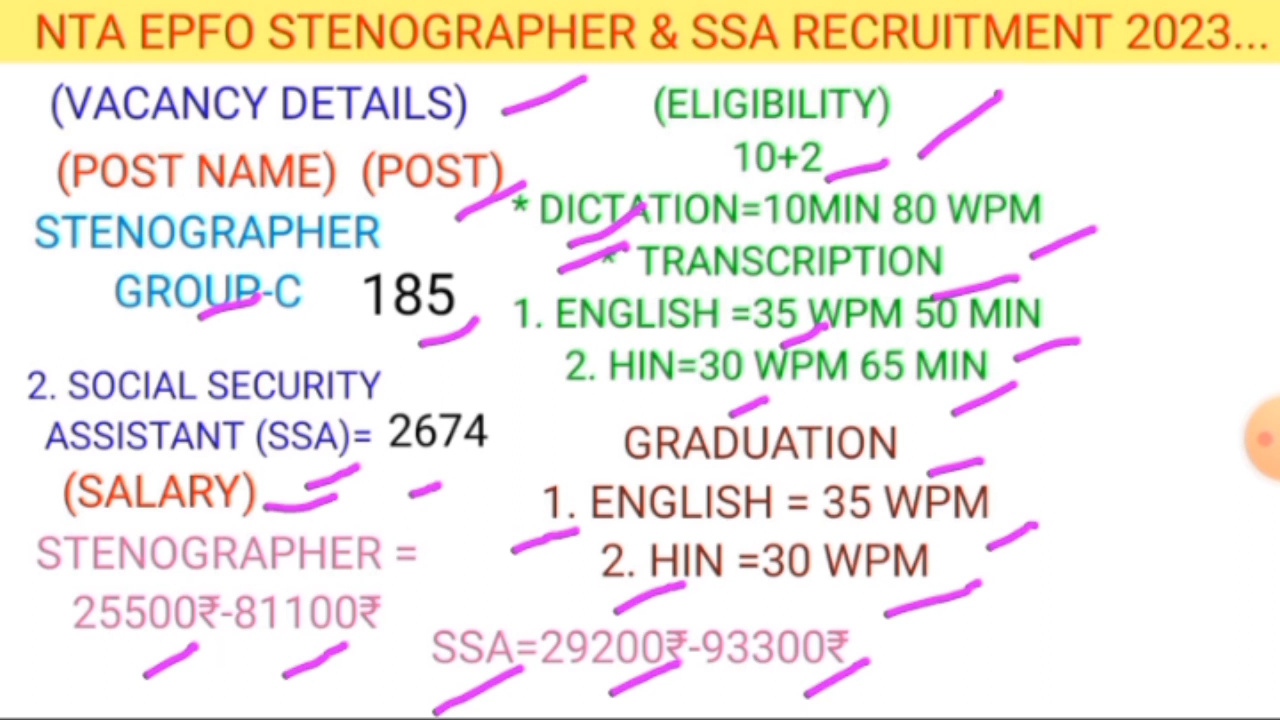 NTA EPFO STENOGRAPHER & SSA RECRUITMENT 2023...
(VACANCY DETAILS)
(POST NAME) (POST)
STENOGRAPHER
GROUP-C 185
2. SOCIAL SECURITY
ASSISTANT (SSA)= 2674
(SALARY)
STENOGRAPHER =
25500₹-81100₹
(ELIGIBILITY)
10+2
* DICTATION=10MIN 80 WPM
* TRANSCRIPTION
1. ENGLISH =35 WPM 50 MIN
2. HIN=30 WPM 65 MIN
GRADUATION
1. ENGLISH = 35 WPM
2. HIN =30 WPM
SSA=29200₹-93300₹